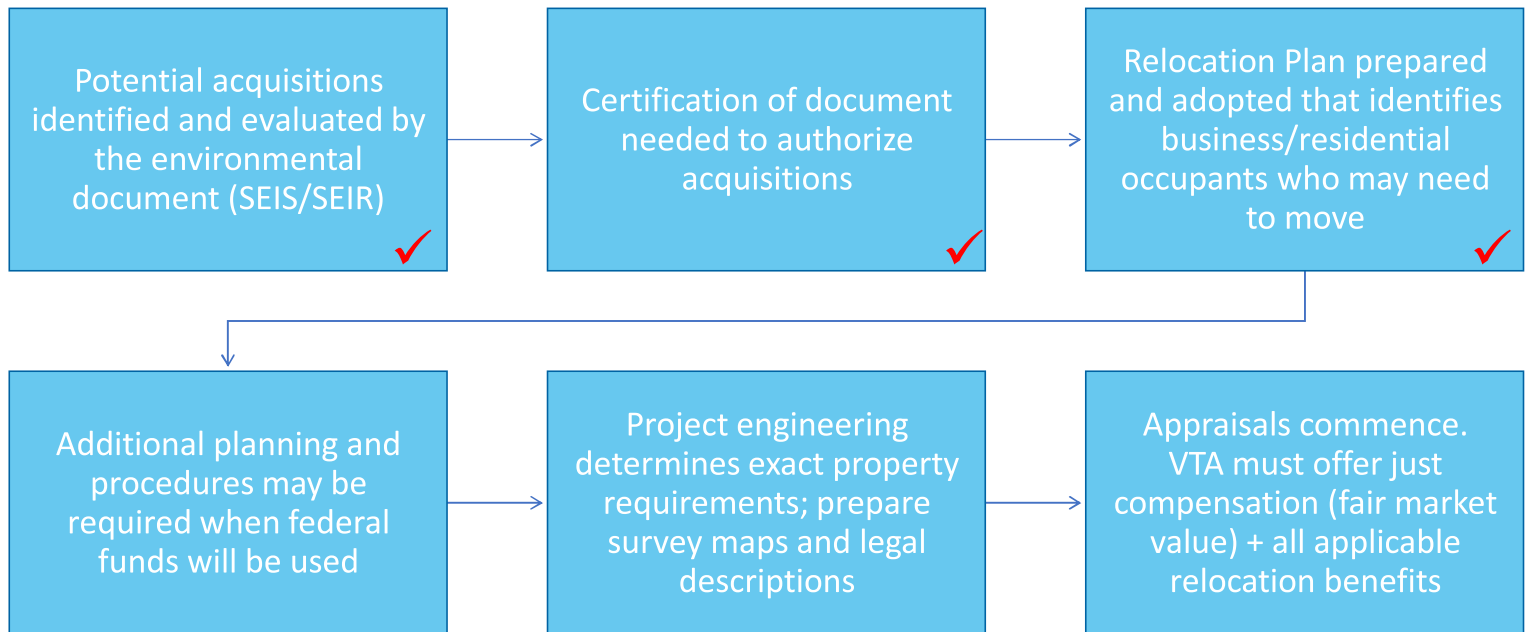 Potential acquisitions
identified and evaluated by
the environmental
document (SEIS/SEIR)
Certification of document
needed to authorize
acquisitions
Relocation Plan prepared
and adopted that identifies
business/residential
occupants who may need
to move
Additional planning and
procedures may be
required when federal
funds will be used
Project engineering
determines exact property
requirements; prepare
survey maps and legal
descriptions
Appraisals commence.
VTA must offer just
compensation (fair market
value) + all applicable
relocation benefits